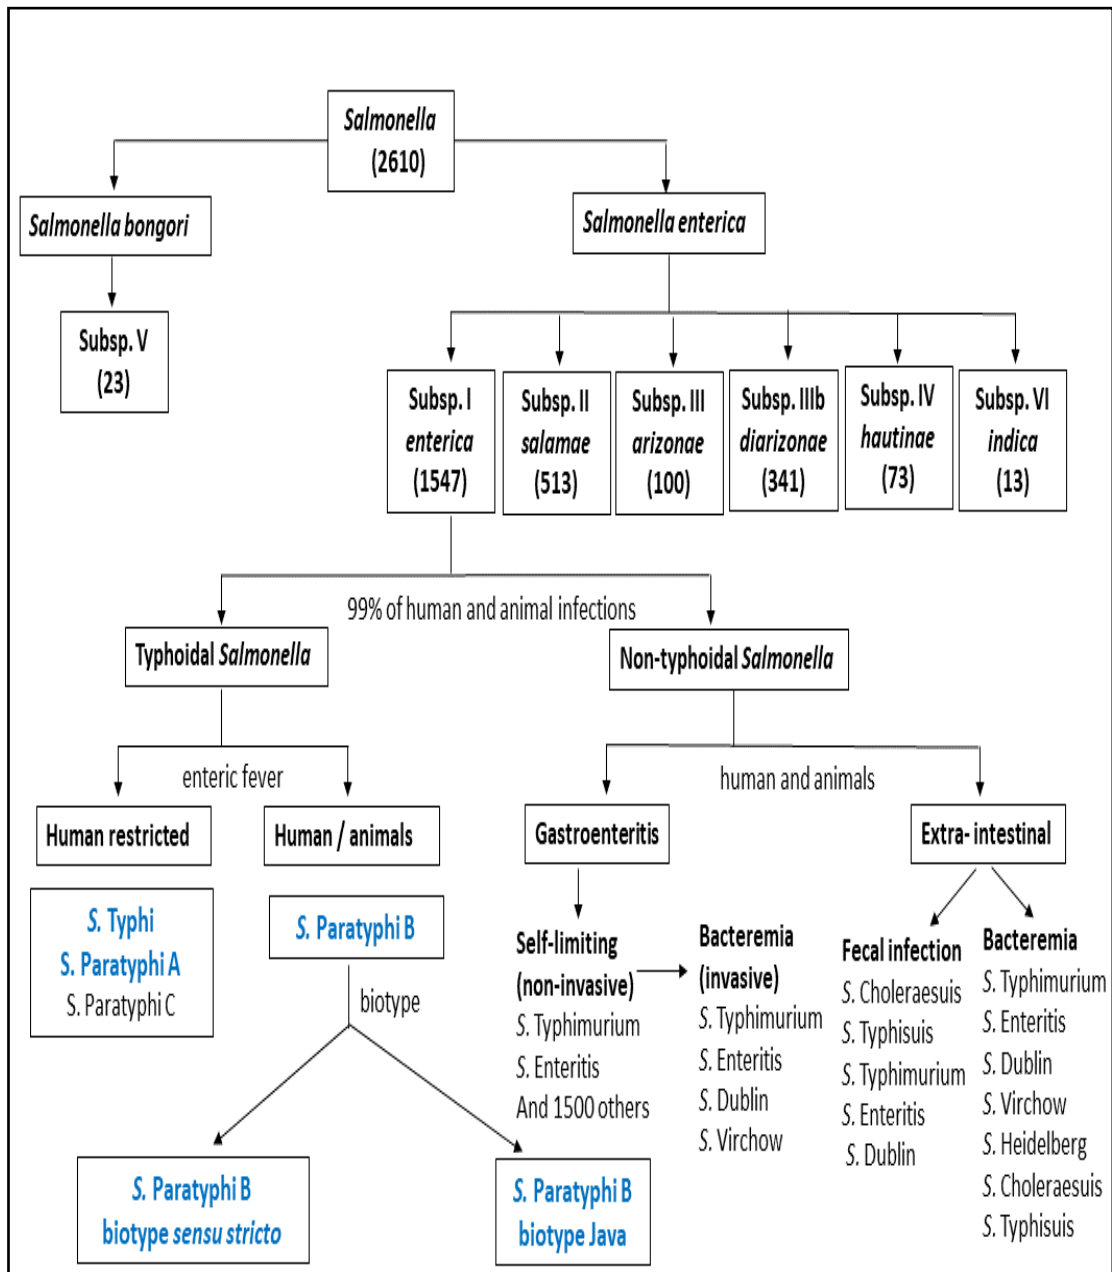 Salmonella
(2610)
Salmonella bongori
Salmonella enterica
Subsp. V
(23)
Subsp. I
enterica
(1547)
Subsp. II
salamae
(513)
Subsp. III
arizonae
(100)
Subsp. IIIb
diarizonae
(341)
Subsp. IV
hautinae
(73)
Subsp. VI
indica
(13)
99% of human and animal infections
Typhoidal Salmonella
Non-typhoidal Salmonella
enteric fever
human and animals
Human restricted
Human / animals
Gastroenteritis
Extra- intestinal
S. Typhi
S. Paratyphi A
S. Paratyphi C
S. Paratyphi B
biotype
S. Paratyphi B
biotype sensu stricto
S. Paratyphi B
biotype Java
Self-limiting
(non-invasive)
S. Typhimurium
S. Enteritis
And 1500 others
Bacteremia
(invasive)
S. Typhimurium
S. Enteritis
S. Dublin
S. Virchow
Fecal infection
S. Choleraesuis
S. Typhisuis
S. Typhimurium
S. Enteritis
S. Dublin
Bacteremia
S. Typhimurium
S. Enteritis
S. Dublin
S. Virchow
S. Heidelberg
S. Choleraesuis
S. Typhisuis